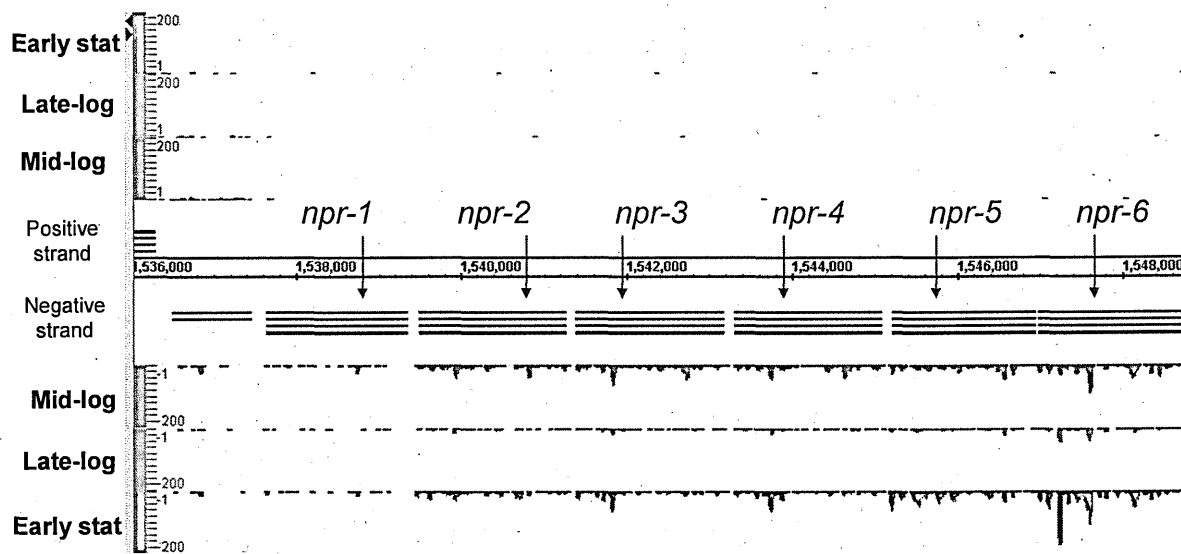 Early stat
200
1
Late-log
200
1
Mid-log
200
1
npr-1 npr-2 npr-3 npr-4 npr-5 npr-6
Positive
strand
1,536,000 1,538,000 1,540,000 1,542,000 1,544,000 1,546,000 1,548,000
Negative
strand
-1
Mid-log
-200
-1
Late-log
-200
-1
Early stat
-200